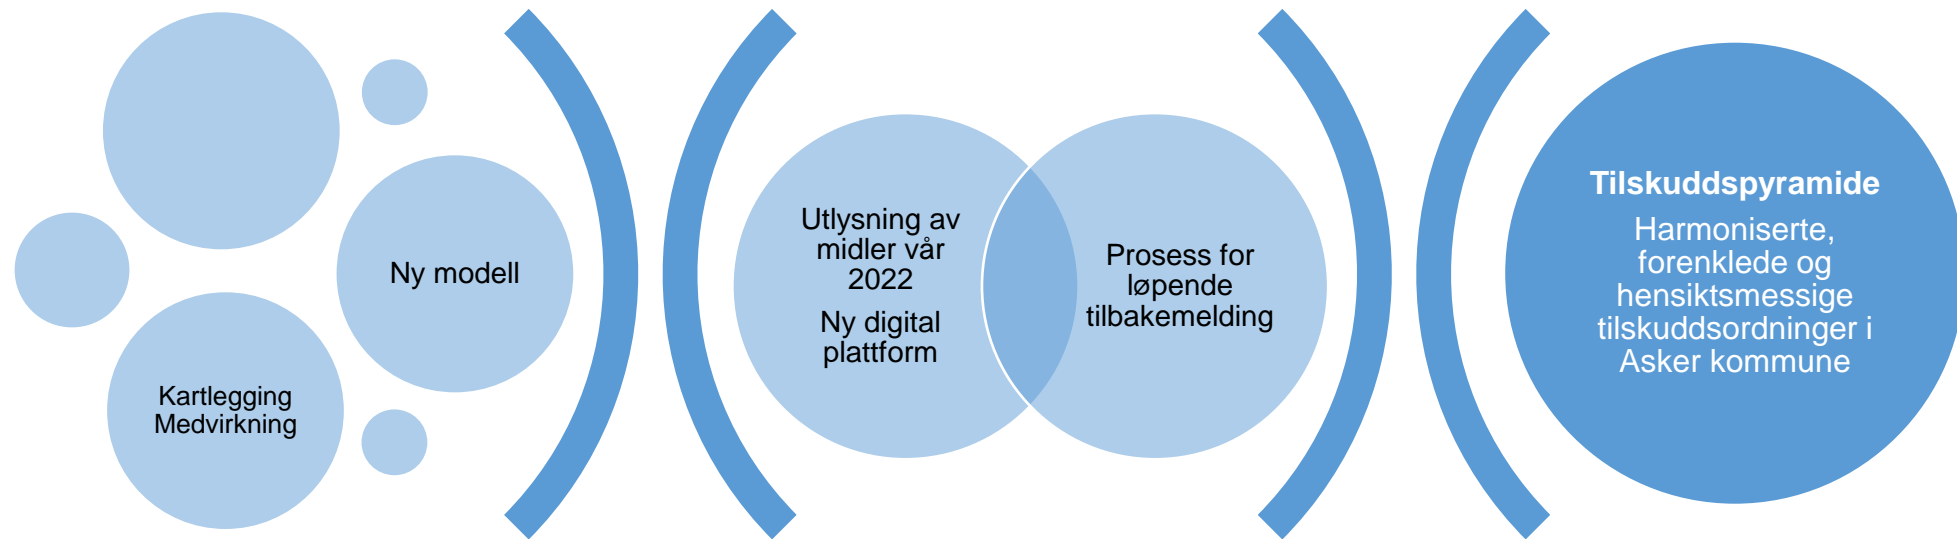 Ny modell
Kartlegging
Medvirkning
Utlysning av
midler vår
2022
Ny digital
plattform
Prosess for
løpende
tilbakemelding
Tilskuddspyramide
Harmoniserte,
forenklede og
hensiktsmessige
tilskuddsordninger i
Asker kommune